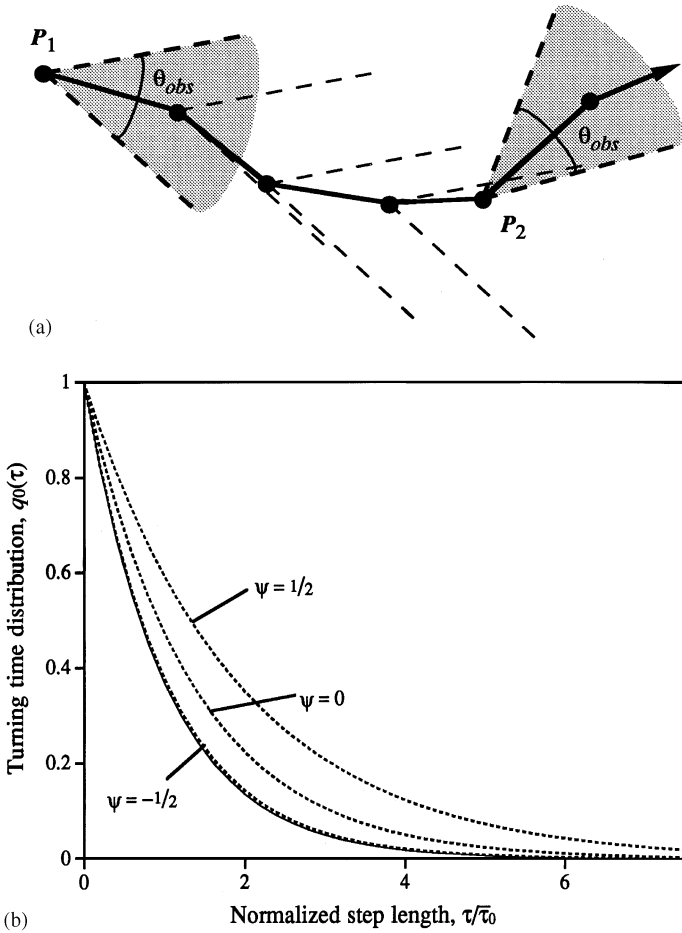 P1
θobs
θobs
P2
(a)
1
0.8
0.6
0.4
0.2
0
Turning time distribution, q0(τ)
ψ = 1/2
ψ = 0
ψ = −1/2
0
2
4
6
Normalized step length, τ/τ̅0
(b)